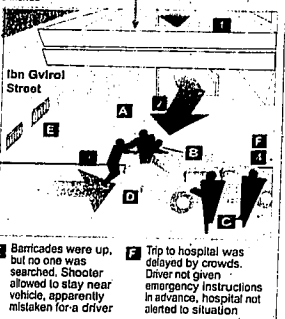 1
Ibn Gvirol
Street
A
2
E
F
B
4
D
C
Barricades were up,
but no one was
searched. Shooter
allowed to stay near
vehicle, apparently
mistaken for a driver
F Trip to hospital was
delayed by crowds.
Driver not given
emergency instructions
in advance, hospital not
alerted to situation